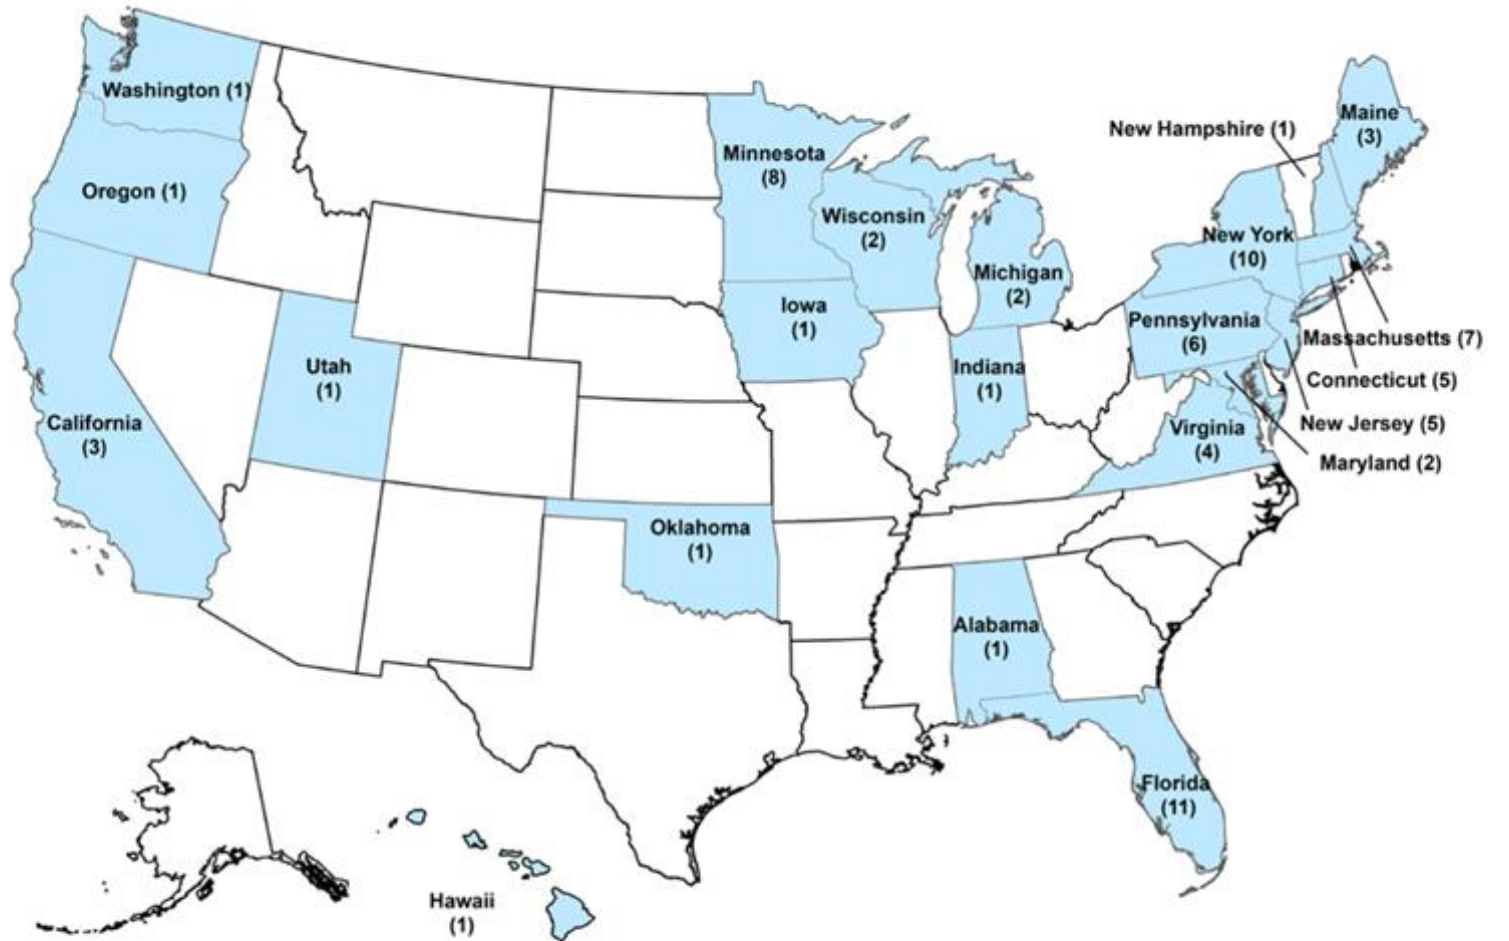 Washington (1)
Oregon (1)
California
(3)
Utah
(1)
Minnesota
(8)
Wisconsin
(2)
Michigan
(2)
Iowa
(1)
Indiana
(1)
Oklahoma
(1)
Alabama
(1)
Florida
(11)
Hawaii
(1)
Maine
(3)
New Hampshire (1)
New York
(10)
Pennsylvania
(6)
Virginia
(4)
Massachusetts (7)
Connecticut (5)
New Jersey (5)
Maryland (2)